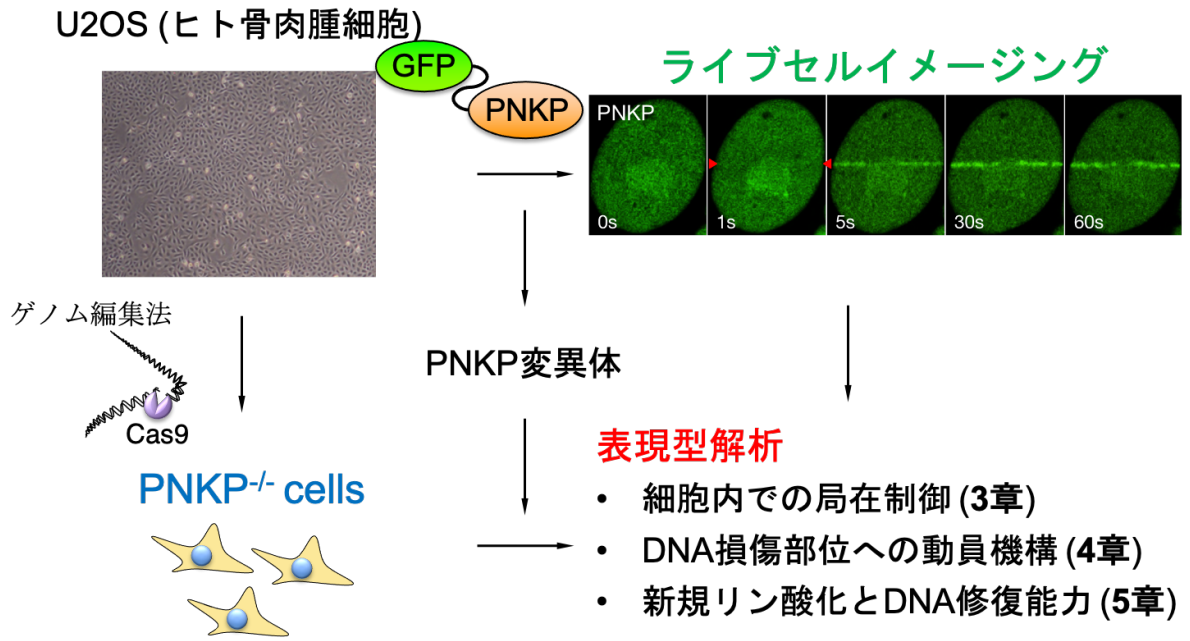 U2OS (ヒト骨肉腫細胞)
GFP
PNKP
ライブセルイメージング
PNKP
0s
1s
5s
30s
60s
ゲノム編集法
Cas9
PNKP変異体
PNKP-/- cells
表現型解析
• 細胞内での局在制御 (3章)
• DNA損傷部位への動員機構 (4章)
• 新規リン酸化とDNA修復能力 (5章)